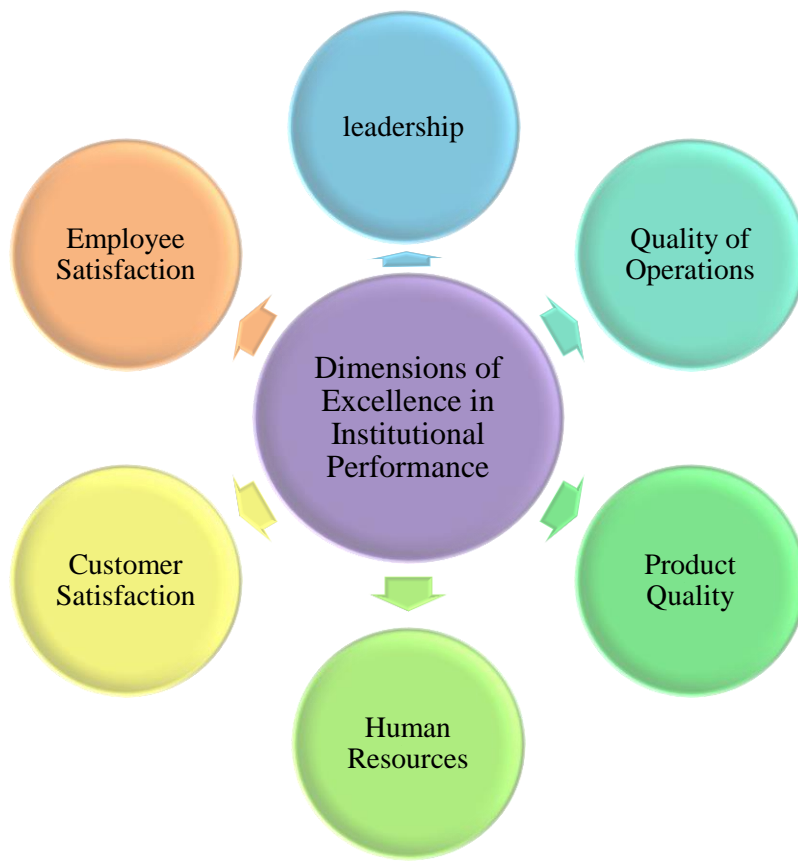 leadership
Employee
Satisfaction
Quality of
Operations
Dimensions of
Excellence in
Institutional
Performance
Customer
Satisfaction
Product
Quality
Human
Resources